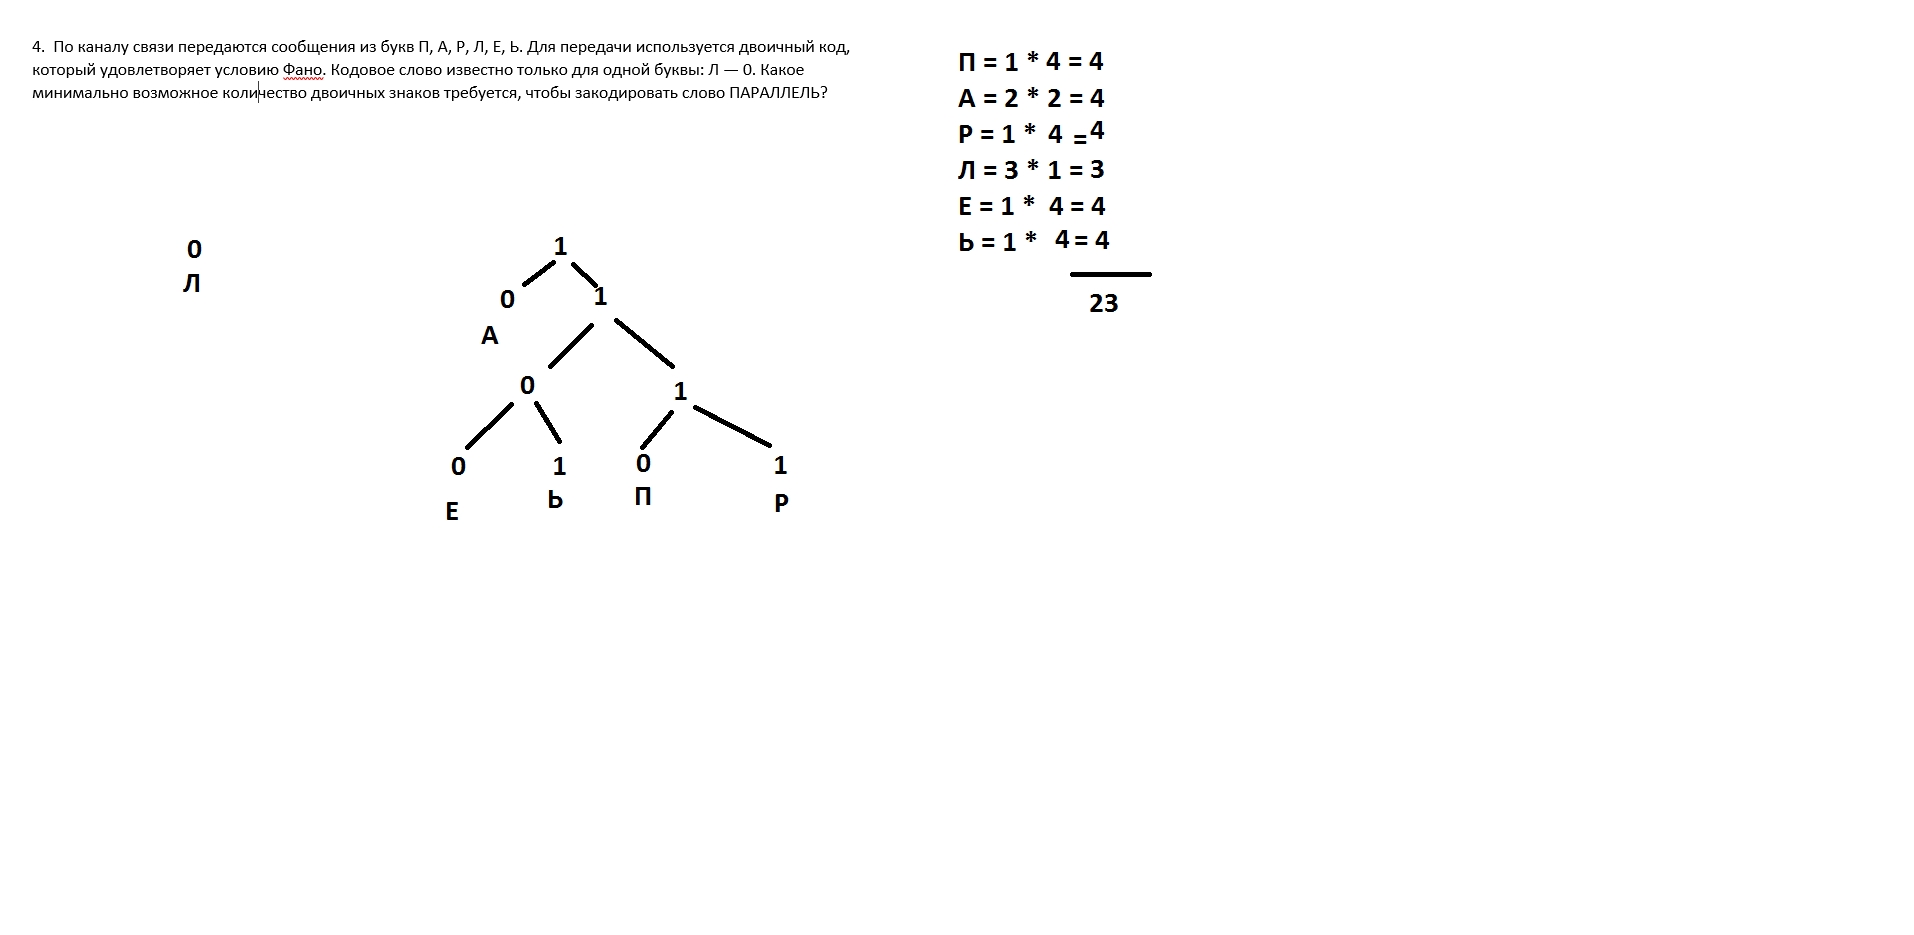 4. По каналу связи передаются сообщения из букв П, А, Р, Л, Е, Ь. Для передачи используется двоичный код,
который удовлетворяет условию Фано. Кодовое слово известно только для одной буквы: Л — 0. Какое
минимально возможное количество двоичных знаков требуется, чтобы закодировать слово ПАРАЛЛЕЛЬ?
П = 1 * 4 = 4
А = 2 * 2 = 4
Р = 1 * 4 = 4
Л = 3 * 1 = 3
Е = 1 * 4 = 4
Ь = 1 * 4 = 4
23
0 1
Л
0 1
А
0 1
0 1 0 1
Е Ь П Р